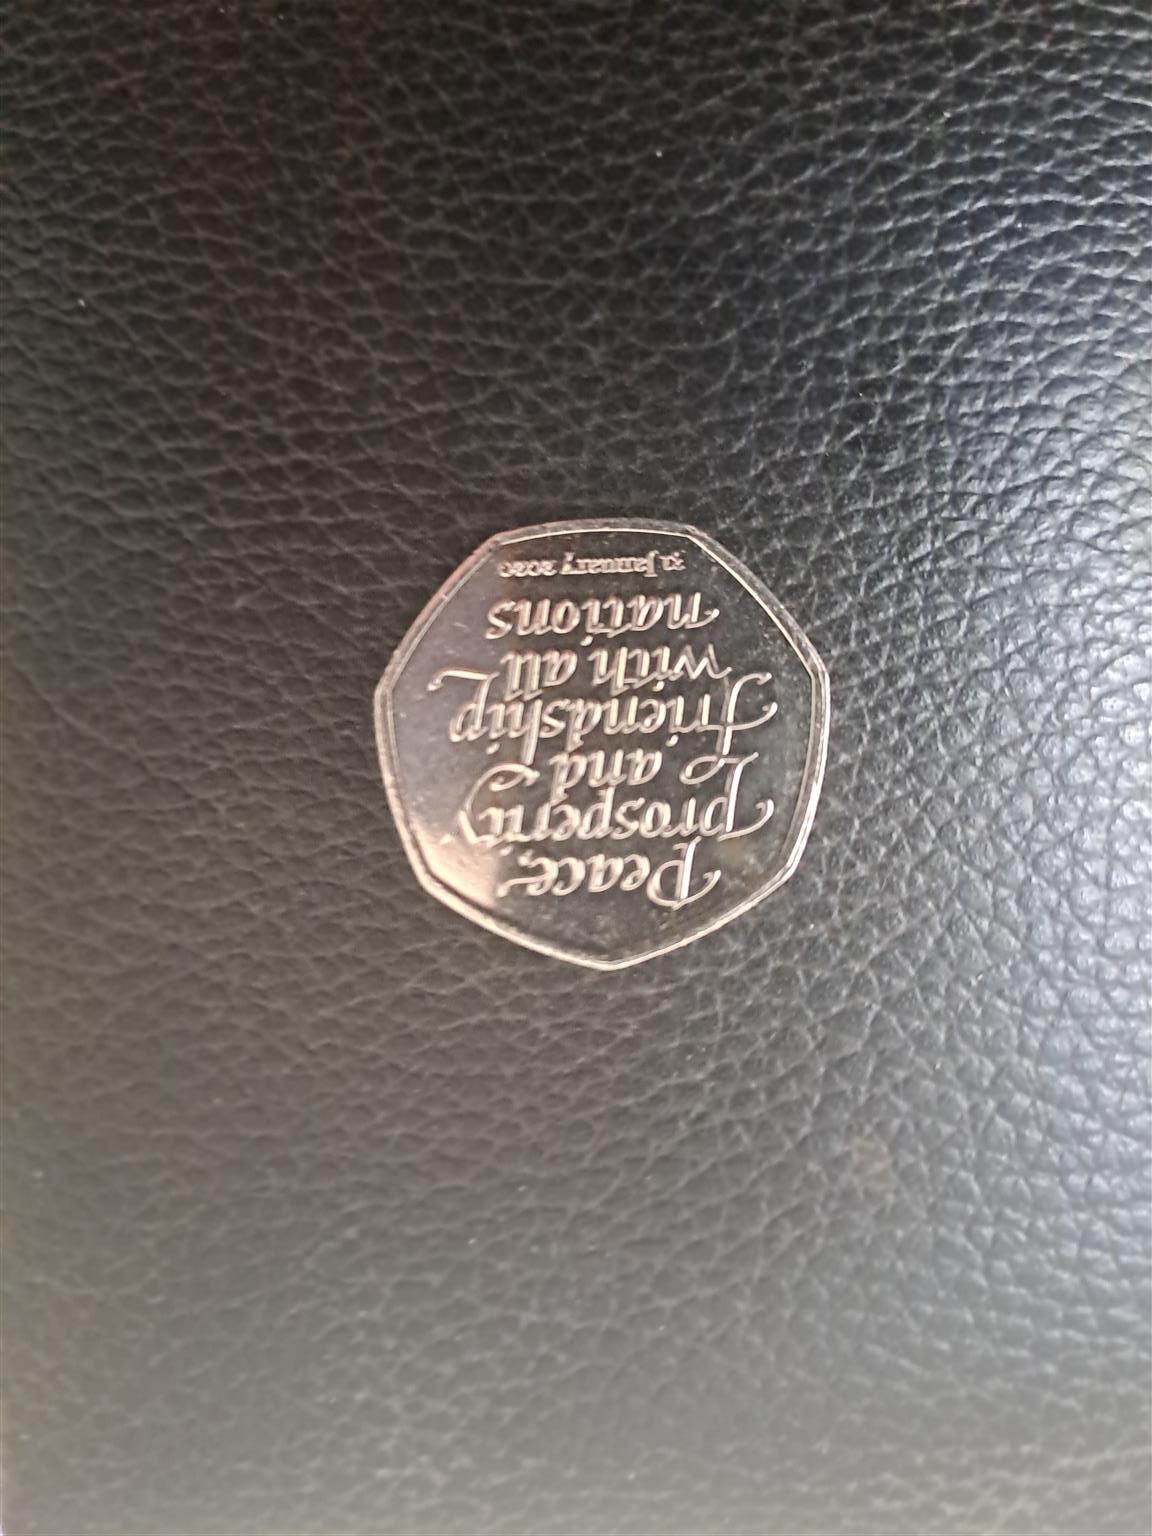 Peace,
prosperity
and
friendship
with all
nations
31 January 2020